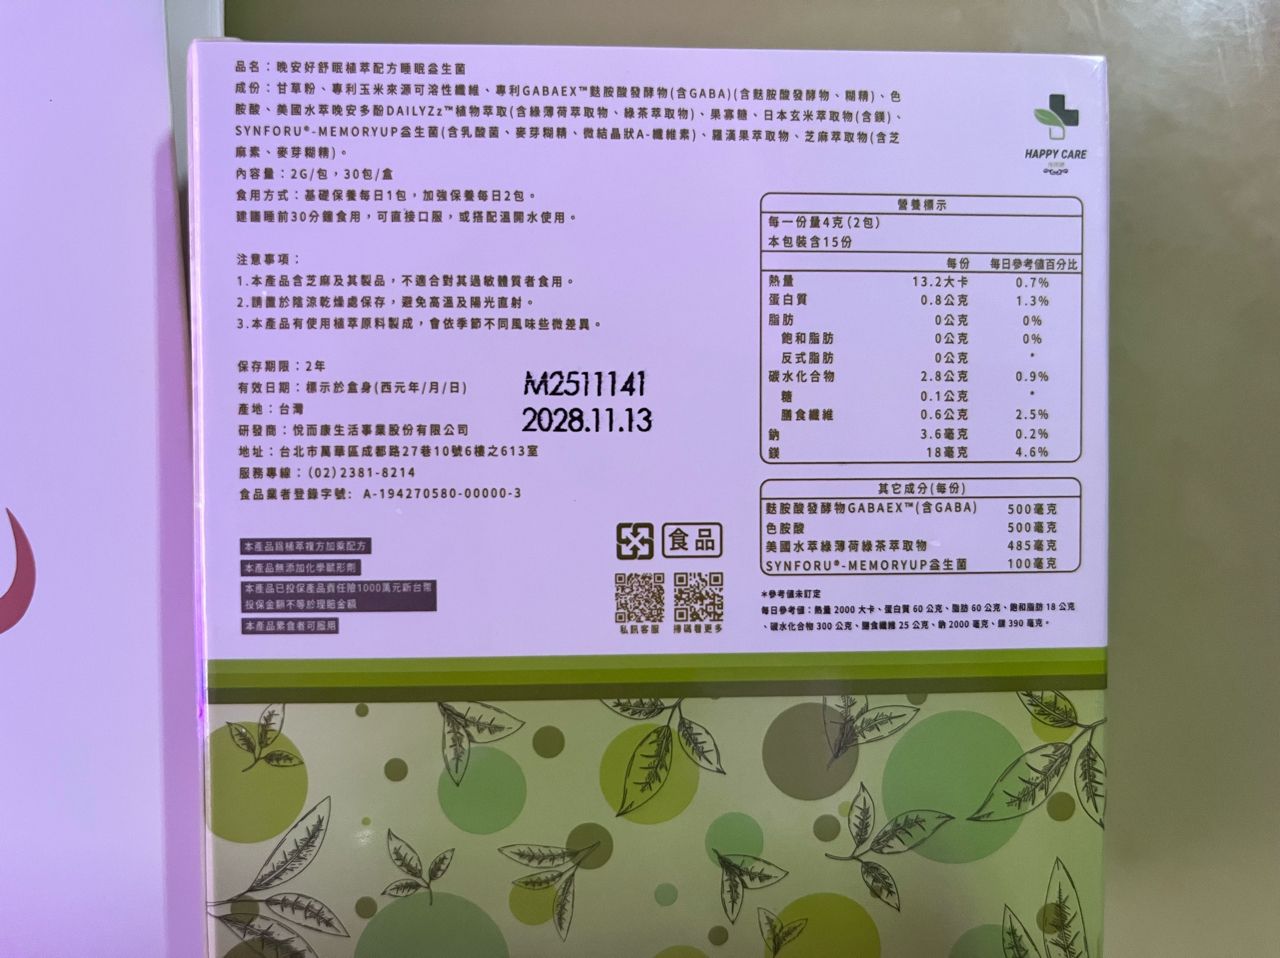 品名：晚安好舒眠植萃配方睡眠益生菌
成份：甘草粉、專利玉米來源可溶性纖維、專利GABAEX™麩胺酸發酵物(含GABA)(含麩胺酸發酵物、糊精)、色
胺酸、美國水萃晚安多酚DAILYZz™植物萃取(含綠薄荷萃取物、綠茶萃取物)、果寡糖、日本玄米萃取物(含鎂)、
SYNFORU®-MEMORYUP益生菌(含乳酸菌、麥芽糊精、微結晶狀A-纖維素)、羅漢果萃取物、芝麻萃取物(含芝
麻素、麥芽糊精)。
內容量：2G/包，30包/盒
食用方式：基礎保養每日1包，加強保養每日2包。
建議睡前30分鐘食用，可直接口服，或搭配溫開水使用。
注意事項：
1.本產品含芝麻及其製品，不適合對其過敏體質者食用。
2.請置於陰涼乾燥處保存，避免高溫及陽光直射。
3.本產品有使用植萃原料製成，會依季節不同風味些微差異。
保存期限：2年
有效日期：標示於盒身(西元年/月/日)
產地：台灣
研發商：悅而康生活事業股份有限公司
地址：台北市萬華區成都路27巷10號6樓之613室
服務專線：(02)2381-8214
食品業者登錄字號： A-194270580-00000-3
M2511141
2028.11.13
本產品為植萃複方加乘配方
本產品無添加化學賦形劑
本產品已投保產品責任險1000萬元新台幣
投保金額不等於理賠金額
本產品素食者可服用
食品
私訊客服 掃碼看更多
HAPPY CARE
營養標示
每一份量4克(2包)
本包裝含15份
每份 每日參考值百分比
熱量 13.2大卡 0.7%
蛋白質 0.8公克 1.3%
脂肪 0公克 0%
飽和脂肪 0公克 0%
反式脂肪 0公克 *
碳水化合物 2.8公克 0.9%
糖 0.1公克 *
膳食纖維 0.6公克 2.5%
鈉 3.6毫克 0.2%
鎂 18毫克 4.6%
其它成分(每份)
麩胺酸發酵物GABAEX™(含GABA) 500毫克
色胺酸 500毫克
美國水萃綠薄荷綠茶萃取物 485毫克
SYNFORU®-MEMORYUP益生菌 100毫克
*參考值未訂定
每日參考值：熱量 2000 大卡、蛋白質 60 公克、脂肪 60 公克、飽和脂肪 18 公克
、碳水化合物 300 公克、膳食纖維 25 公克、鈉 2000 毫克、鎂 390 毫克。